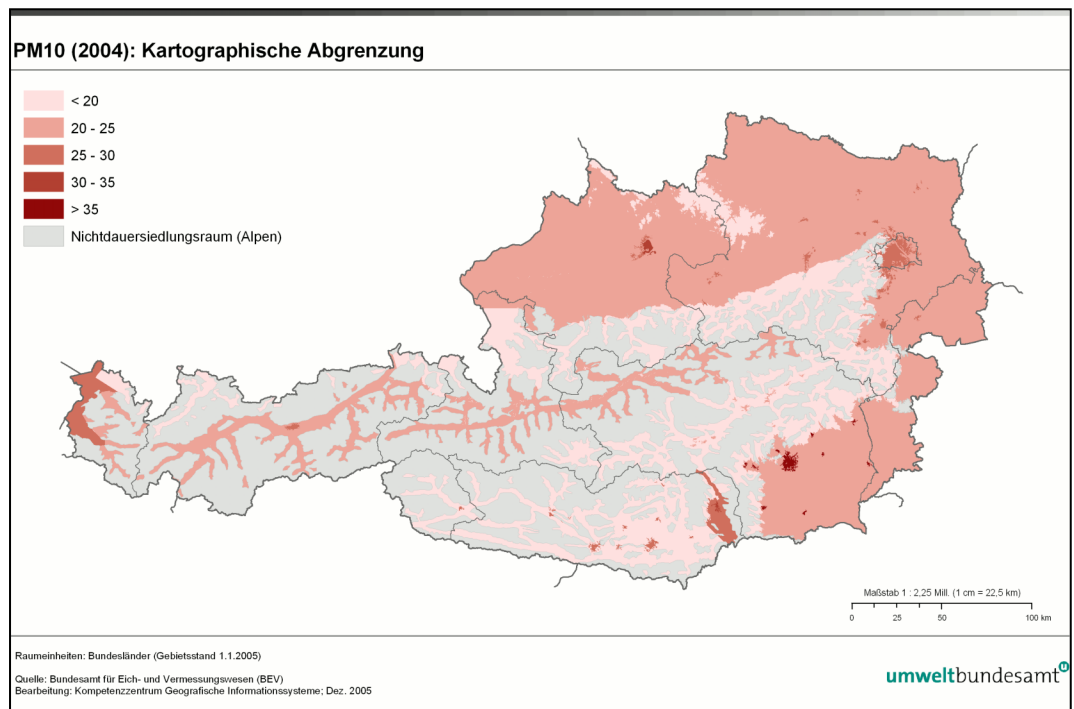 PM10 (2004): Kartographische Abgrenzung
< 20
20 - 25
25 - 30
30 - 35
> 35
Nichtdauersiedlungsraum (Alpen)
Maßstab 1 : 2,25 Mill. (1 cm = 22,5 km)
0 25 50 100 km
Raumeinheiten: Bundesländer (Gebietsstand 1.1.2005)
Quelle: Bundesamt für Eich- und Vermessungswesen (BEV)
Bearbeitung: Kompetenzzentrum Geografische Informationssysteme; Dez. 2005
umweltbundesamt u